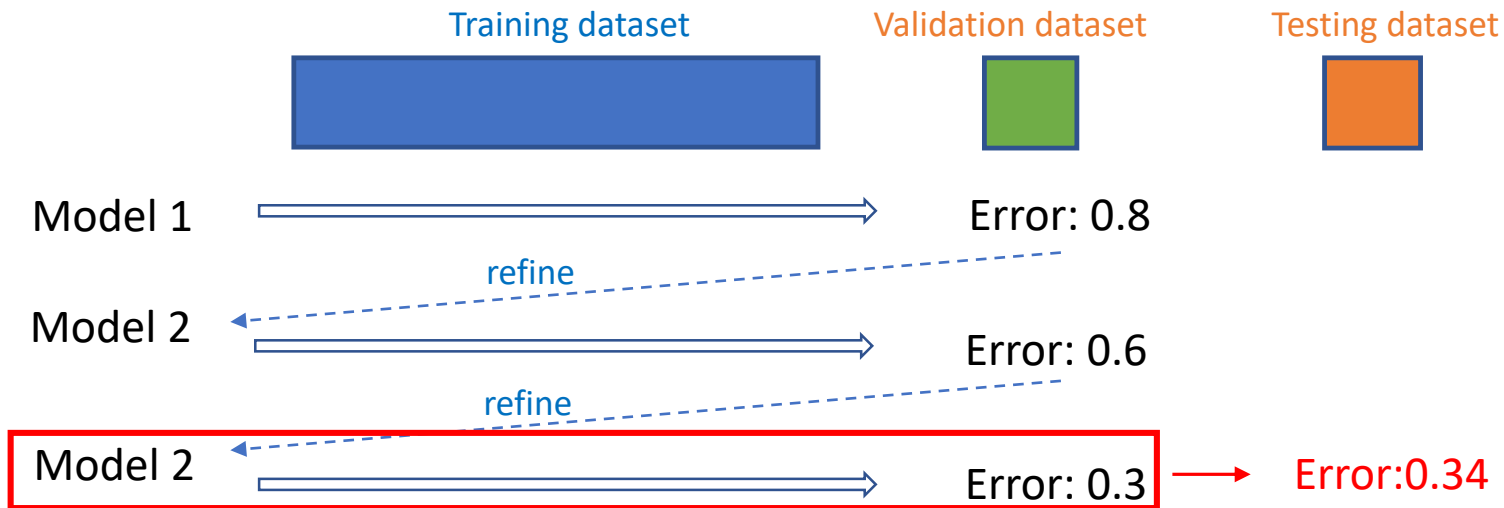 Training dataset Validation dataset Testing dataset
Model 1 Error: 0.8
refine
Model 2 Error: 0.6
refine
Model 2 Error: 0.3 Error:0.34